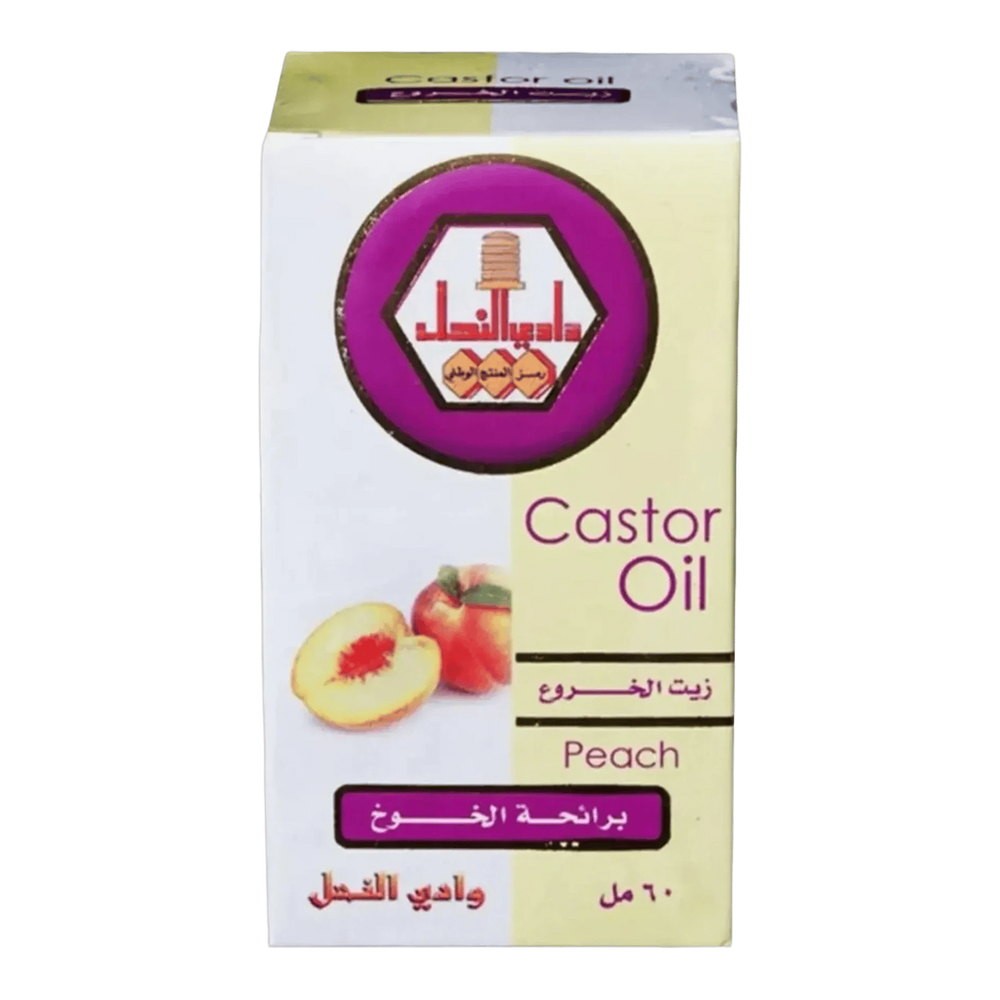 Castor oil
زيت الخروع
وادي النحل
رمز المنتج الوطني
Castor
Oil
زيت الخروع
Peach
برائحة الخوخ
وادي النحل
٦٠ مل